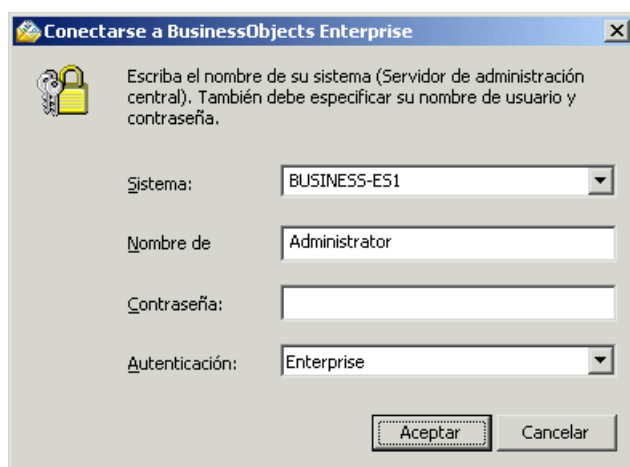 Conectarse a BusinessObjects Enterprise
Escriba el nombre de su sistema (Servidor de administración
central). También debe especificar su nombre de usuario y
contraseña.
Sistema: BUSINESS-ES1
Nombre de Administrator
Contraseña:
Autenticación: Enterprise
Aceptar Cancelar